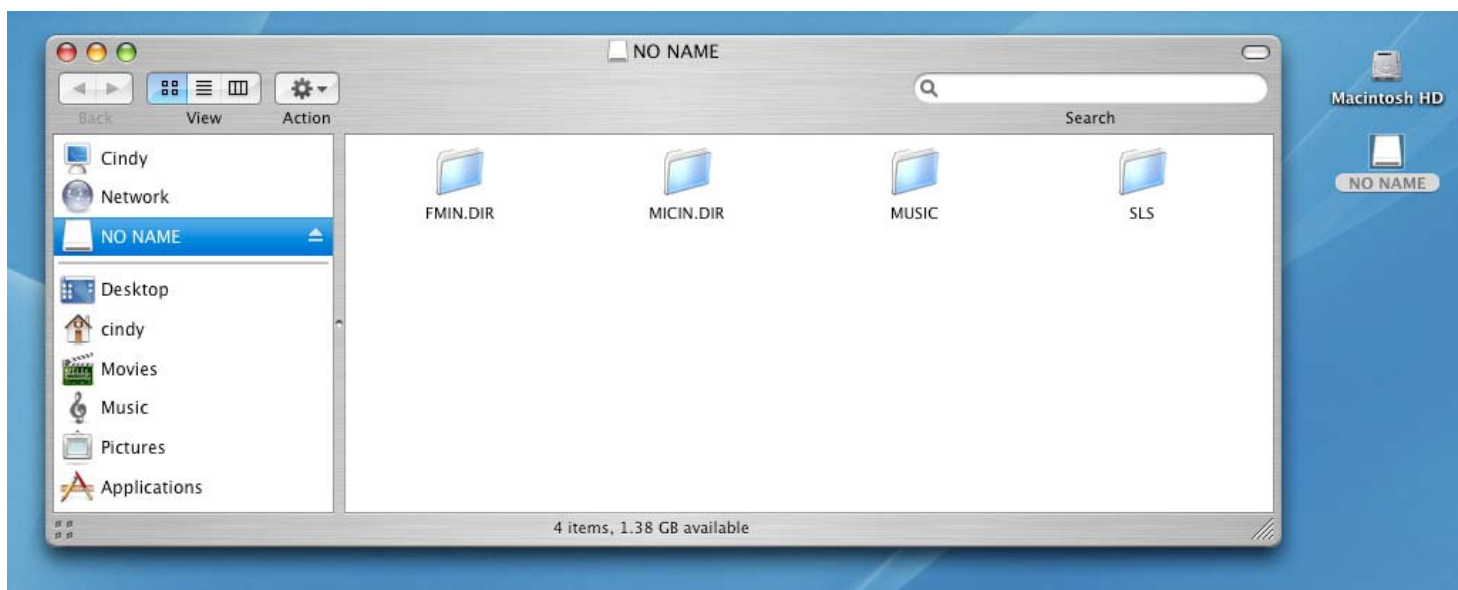 NO NAME
Back View Action Search
Cindy
Network
NO NAME
Desktop
cindy
Movies
Music
Pictures
Applications
FMIN.DIR MICIN.DIR MUSIC SLS
4 items, 1.38 GB available
Macintosh HD
NO NAME